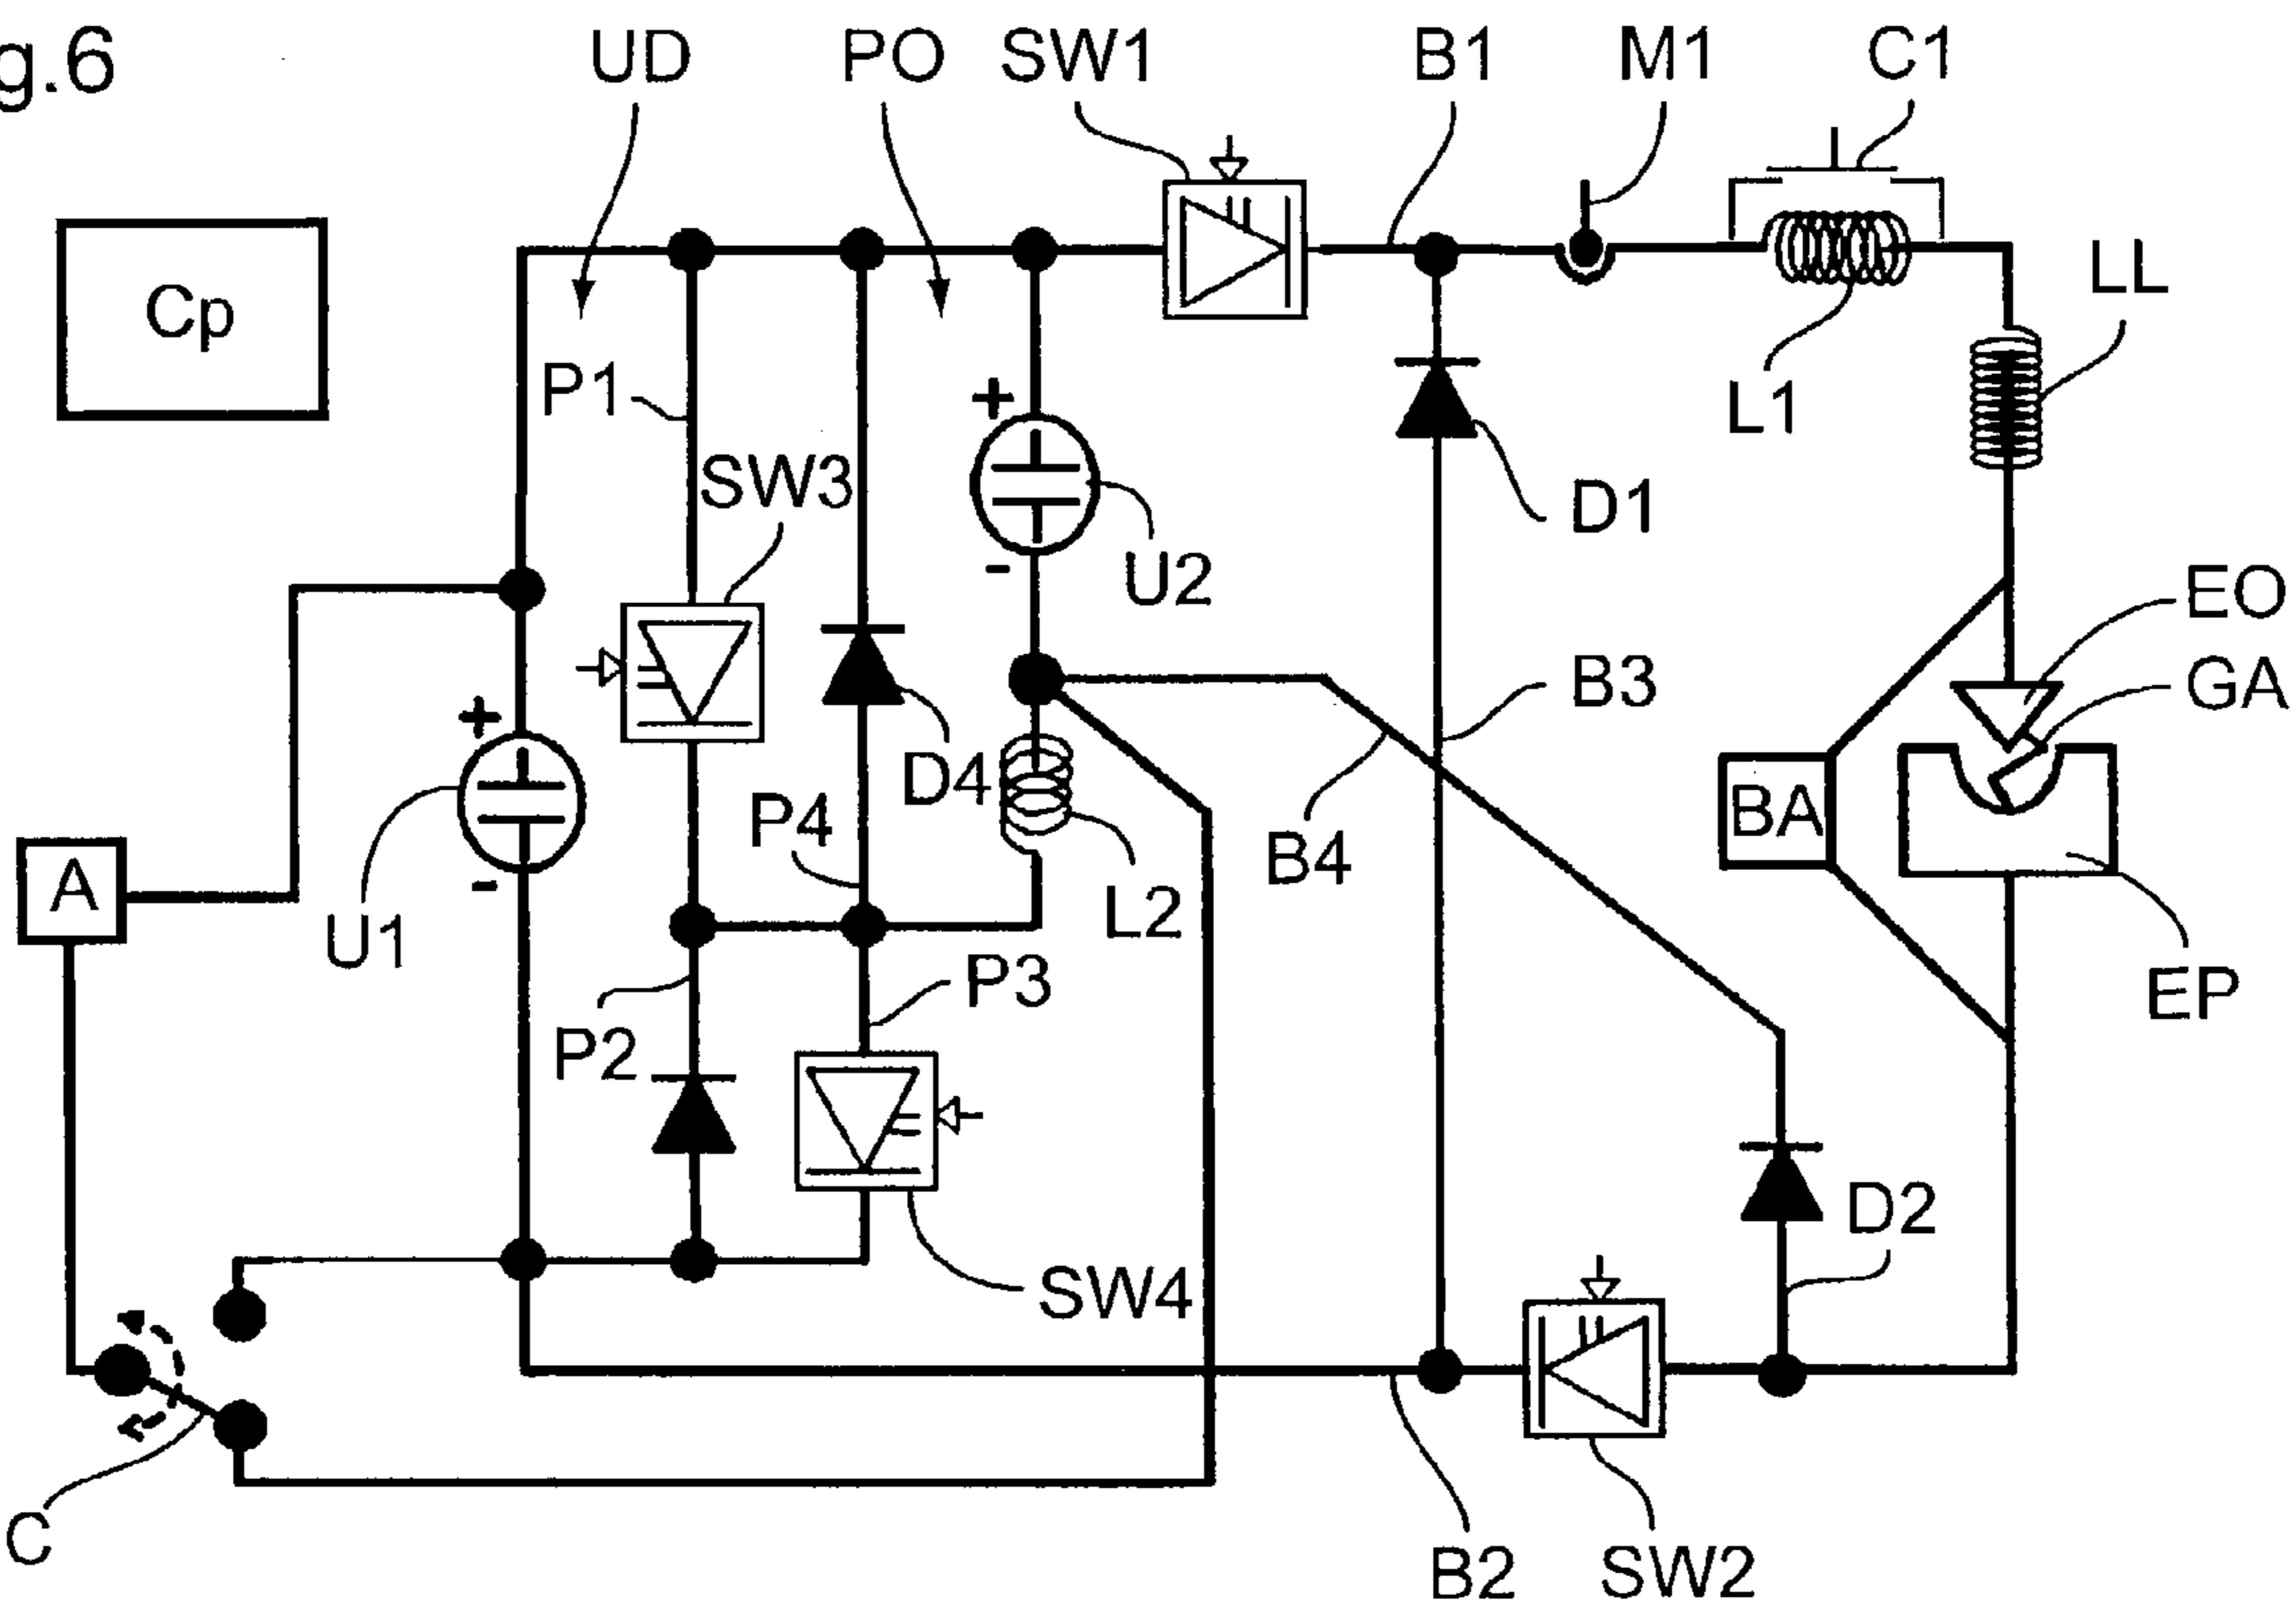 g.6
UD PO SW1 B1 M1 C1
Cp
LL
P1
L1
+
SW3
D1
U2
-
EO
GA
B3
+
D4
P4
BA
B4
A
-
U1
L2
P3
EP
P2
D2
SW4
C
B2 SW2